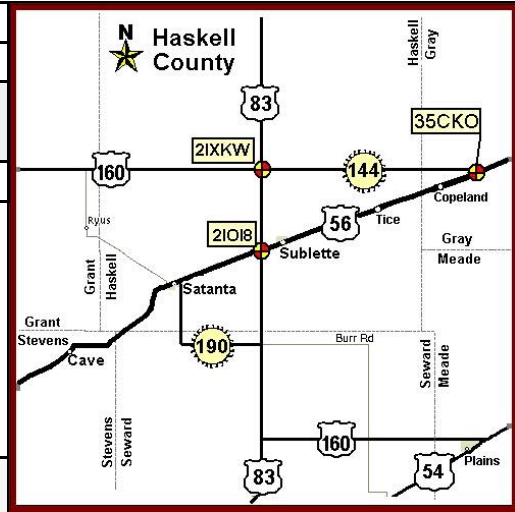 N
Haskell
County
Haskell
Gray
83
2IXKW
35CKO
160
144
Copeland
Ryus
2IOI8
56
Tice
Sublette
Gray
Meade
Grant
Haskell
Satanta
Grant
Stevens
Cave
190
Burr Rd
Seward
Meade
Stevens
Seward
160
Plains
83
54